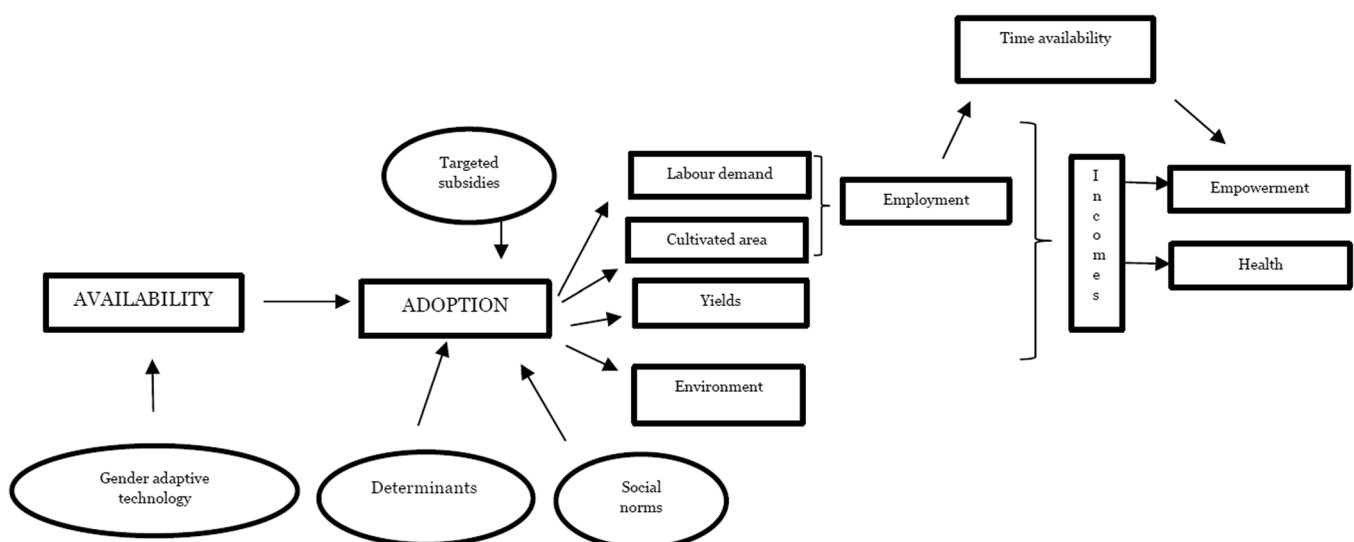 Time availability
Targeted
subsidies
Labour demand
Employment
Cultivated area
Incomes
Empowerment
Health
AVAILABILITY
ADOPTION
Yields
Environment
Gender adaptive
technology
Determinants
Social
norms